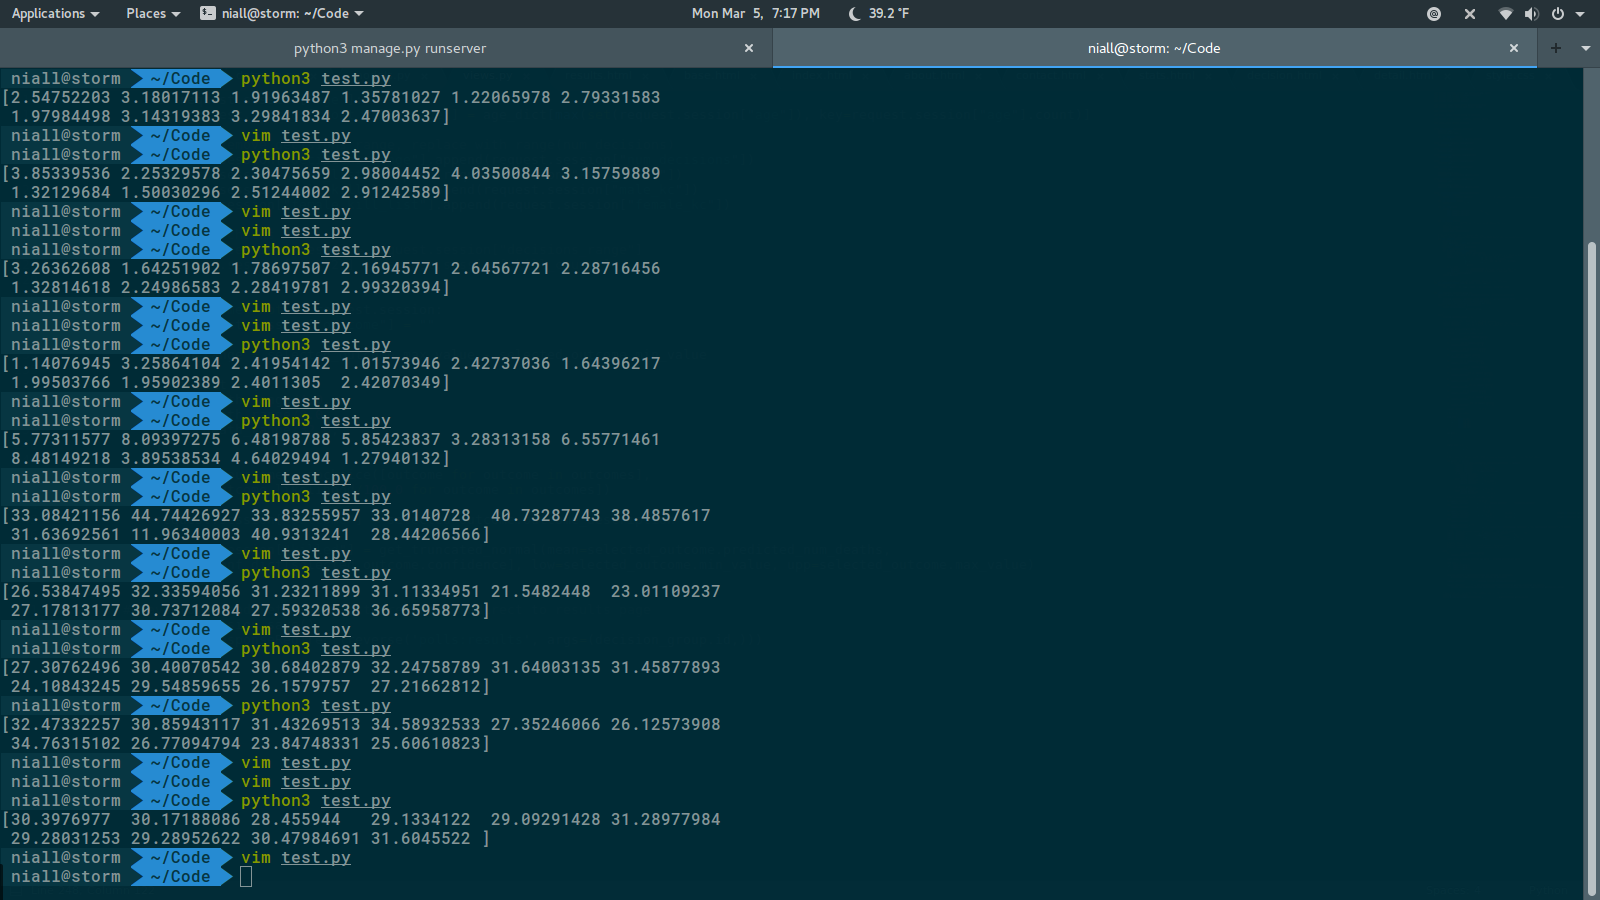 Applications Places niall@storm: ~/Code Mon Mar 5, 7:17 PM 39.2 °F
python3 manage.py runserver niall@storm: ~/Code
niall@storm ~/Code python3 test.py
[2.54752203 3.18017113 1.91963487 1.35781027 1.22065978 2.79331583
1.97984498 3.14319383 3.29841834 2.47003637]
niall@storm ~/Code vim test.py
niall@storm ~/Code python3 test.py
[3.85339536 2.25329578 2.30475659 2.98004452 4.03500844 3.15759889
1.32129684 1.50030296 2.51244002 2.91242589]
niall@storm ~/Code vim test.py
niall@storm ~/Code vim test.py
niall@storm ~/Code python3 test.py
[3.26362608 1.64251902 1.78697507 2.16945771 2.64567721 2.28716456
1.32814618 2.24986583 2.28419781 2.99320394]
niall@storm ~/Code vim test.py
niall@storm ~/Code vim test.py
niall@storm ~/Code python3 test.py
[1.14076945 3.25864104 2.41954142 1.01573946 2.42737036 1.64396217
1.99503766 1.95902389 2.4011305  2.42070349]
niall@storm ~/Code vim test.py
niall@storm ~/Code python3 test.py
[5.77311577 8.09397275 6.48198788 5.85423837 3.28313158 6.55771461
8.48149218 3.89538534 4.64029494 1.27940132]
niall@storm ~/Code vim test.py
niall@storm ~/Code python3 test.py
[33.08421156 44.74426927 33.83255957 33.0140728  40.73287743 38.4857617
31.63692561 11.96340003 40.9313241  28.44206566]
niall@storm ~/Code vim test.py
niall@storm ~/Code python3 test.py
[26.53847495 32.33594056 31.23211899 31.11334951 21.5482448  23.01109237
27.17813177 30.73712084 27.59320538 36.65958773]
niall@storm ~/Code vim test.py
niall@storm ~/Code python3 test.py
[27.30762496 30.40070542 30.68402879 32.24758789 31.64003135 31.45877893
24.10843245 29.54859655 26.1579757  27.21662812]
niall@storm ~/Code python3 test.py
[32.47332257 30.85943117 31.43269513 34.58932533 27.35246066 26.12573908
34.76315102 26.77094794 23.84748331 25.60610823]
niall@storm ~/Code vim test.py
niall@storm ~/Code vim test.py
niall@storm ~/Code python3 test.py
[30.3976977  30.17188086 28.455944   29.1334122  29.09291428 31.28977984
29.28031253 29.28952622 30.47984691 31.6045522 ]
niall@storm ~/Code vim test.py
niall@storm ~/Code